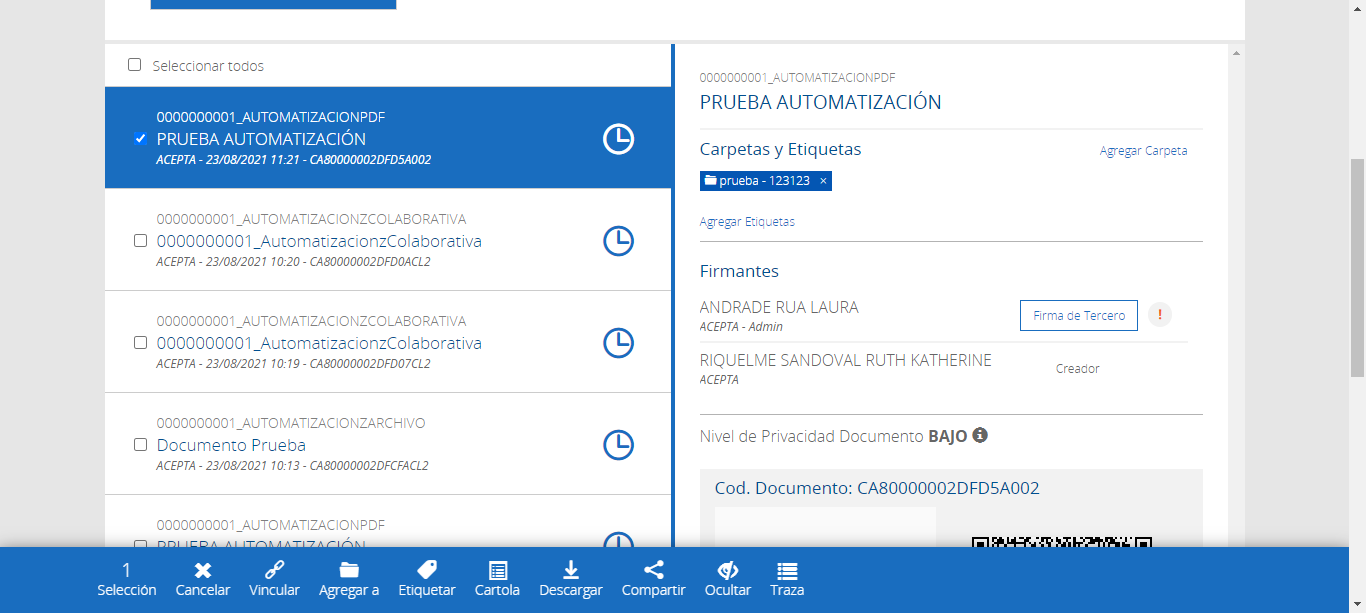 Seleccionar todos
0000000001_AUTOMATIZACIONPDF
PRUEBA AUTOMATIZACIÓN
ACEPTA - 23/08/2021 11:21 - CA80000002DFD5A002
0000000001_AUTOMATIZACIONZCOLABORATIVA
0000000001_AutomatizacionzColaborativa
ACEPTA - 23/08/2021 10:20 - CA80000002DFD0ACL2
0000000001_AUTOMATIZACIONZCOLABORATIVA
0000000001_AutomatizacionzColaborativa
ACEPTA - 23/08/2021 10:19 - CA80000002DFD07CL2
0000000001_AUTOMATIZACIONZARCHIVO
Documento Prueba
ACEPTA - 23/08/2021 10:13 - CA80000002DFCFACL2
0000000001_AUTOMATIZACIONPDF
PRUEBA AUTOMATIZACIÓN
0000000001_AUTOMATIZACIONPDF
PRUEBA AUTOMATIZACIÓN
Carpetas y Etiquetas
Agregar Carpeta
prueba - 123123 ×
Agregar Etiquetas
Firmantes
ANDRADE RUA LAURA
ACEPTA - Admin
Firma de Tercero
!
RIQUELME SANDOVAL RUTH KATHERINE
ACEPTA
Creador
Nivel de Privacidad Documento BAJO
Cod. Documento: CA80000002DFD5A002
1
Selección
Cancelar
Vincular
Agregar a
Etiquetar
Cartola
Descargar
Compartir
Ocultar
Traza